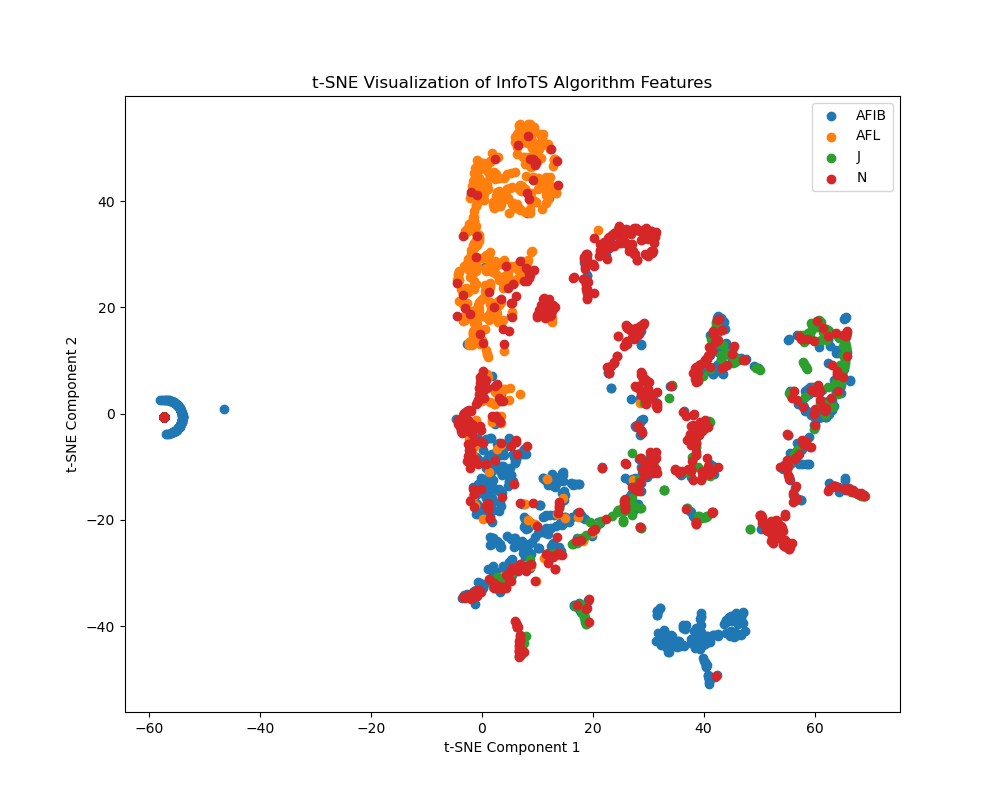 t-SNE Visualization of InfoTS Algorithm Features
AFIB
AFL
J
N
40
20
0
−20
−40
t-SNE Component 2
−60
−40
−20
0
20
40
60
t-SNE Component 1